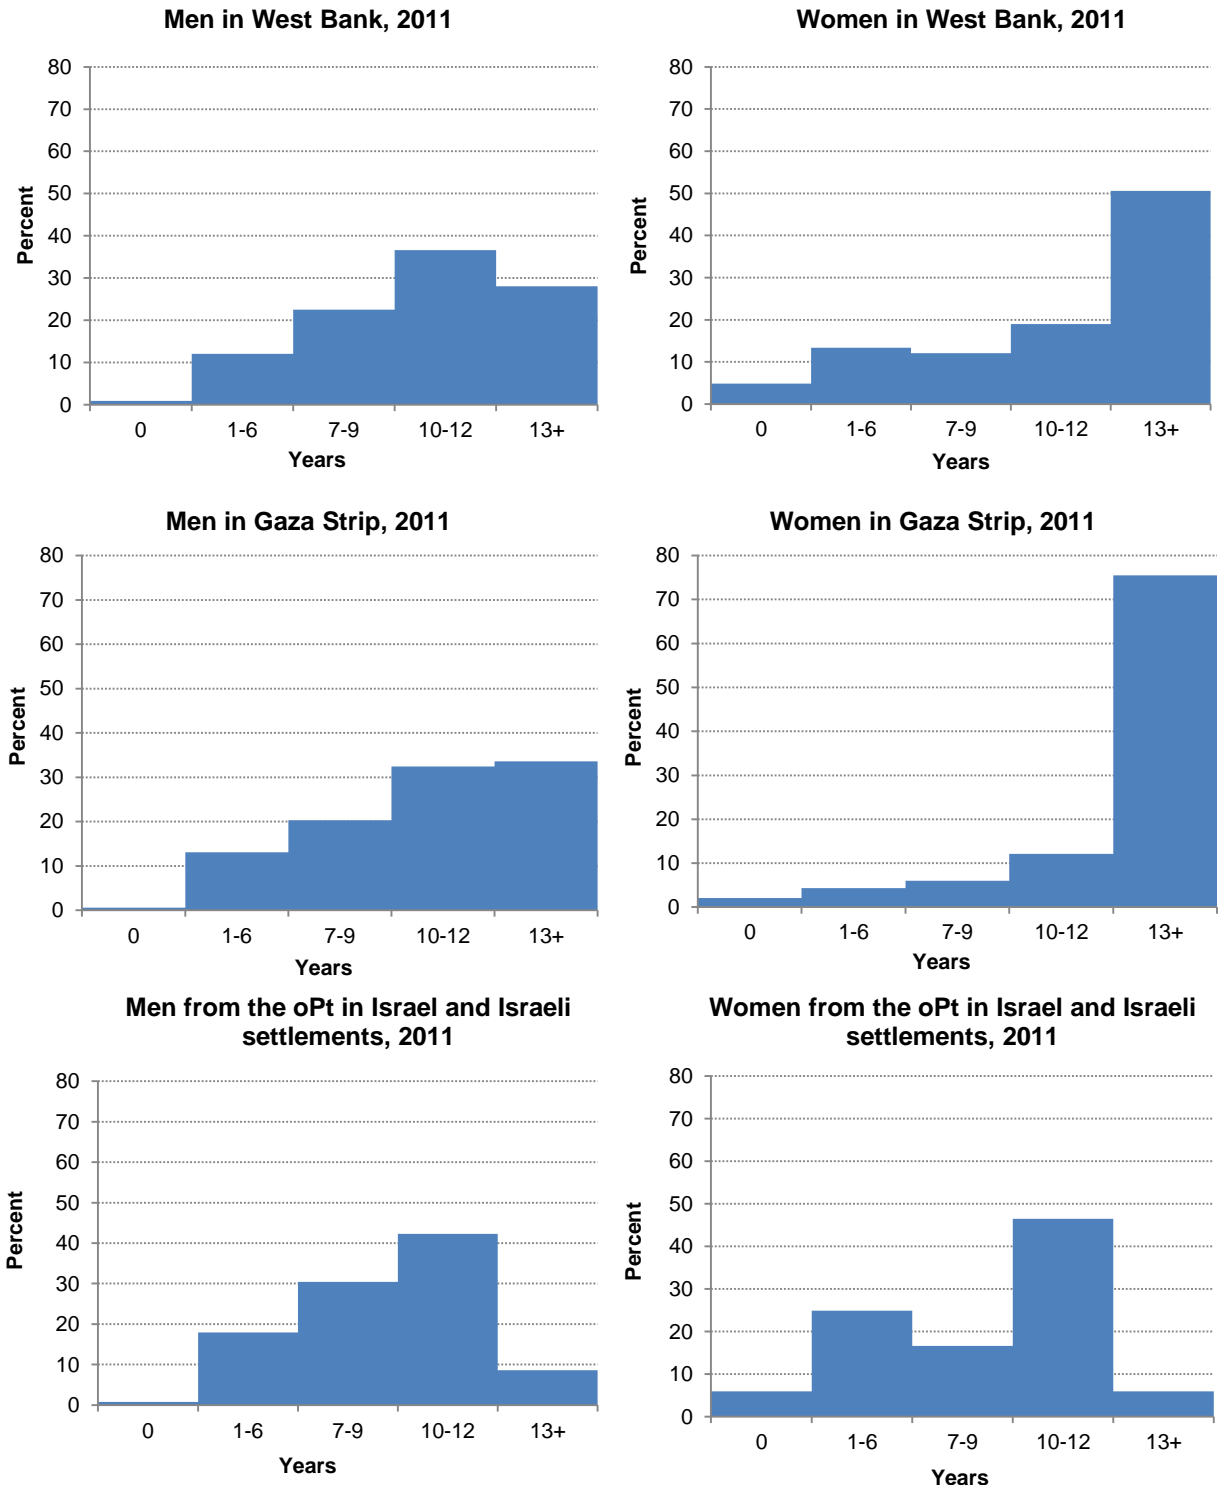 Men in West Bank, 2011
80
70
60
50
40
30
20
10
0
Percent
0 1-6 7-9 10-12 13+
Years
Women in West Bank, 2011
80
70
60
50
40
30
20
10
0
Percent
0 1-6 7-9 10-12 13+
Years
Men in Gaza Strip, 2011
80
70
60
50
40
30
20
10
0
Percent
0 1-6 7-9 10-12 13+
Years
Women in Gaza Strip, 2011
80
70
60
50
40
30
20
10
0
Percent
0 1-6 7-9 10-12 13+
Years
Men from the oPt in Israel and Israeli
settlements, 2011
80
70
60
50
40
30
20
10
0
Percent
0 1-6 7-9 10-12 13+
Years
Women from the oPt in Israel and Israeli
settlements, 2011
80
70
60
50
40
30
20
10
0
Percent
0 1-6 7-9 10-12 13+
Years